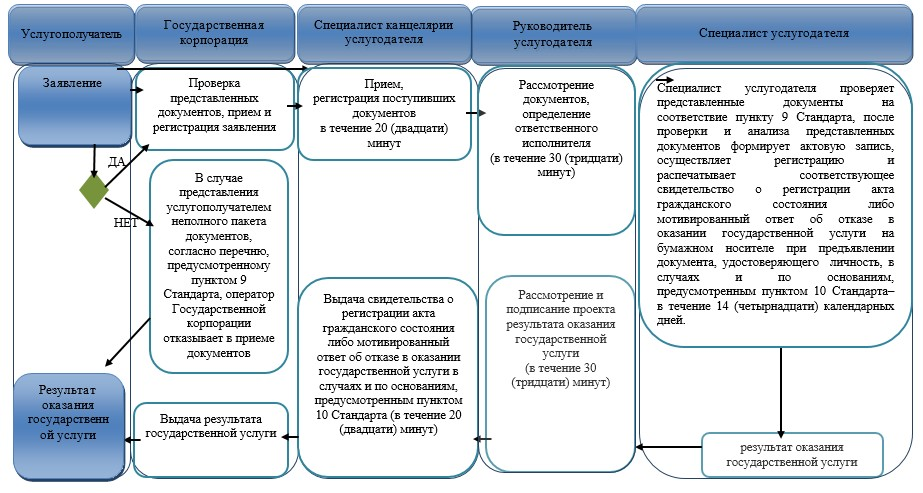 Услугополучатель
Государственная
корпорация
Специалист канцелярии
услугодателя
Руководитель
услугодателя
Специалист услугодателя
Заявление
ДА
НЕТ
Результат
оказания
государственн
ой услуги
Проверка
представленных
документов, прием и
регистрация заявления
В случае
представления
услугополучателем
неполного пакета
документов,
согласно перечню,
предусмотренному
пунктом 9
Стандарта, оператор
Государственной
корпорации
отказывает в приеме
документов
Выдача результата
государственной услуги
Прием,
регистрация поступивших
документов
в течение 20 (двадцати)
минут
Выдача свидетельства о
регистрации акта
гражданского состояния
либо мотивированный
ответ об отказе в оказании
государственной услуги в
случаях и по основаниям,
предусмотренным пунктом
10 Стандарта (в течение 20
(двадцати) минут)
Рассмотрение
документов,
определение
ответственного
исполнителя
(в течение 30 (тридцати)
минут)
Рассмотрение и
подписание проекта
результата оказания
государственной
услуги
(в течение 30
(тридцати) минут)
Специалист услугодателя проверяет
представленные документы на
соответствие пункту 9 Стандарта, после
проверки и анализа представленных
документов формирует актовую запись,
осуществляет регистрацию и
распечатывает соответствующее
свидетельство о регистрации акта
гражданского состояния либо
мотивированный ответ об отказе в
оказании государственной услуги на
бумажном носителе при предъявлении
документа, удостоверяющего личность, в
случаях и по основаниям,
предусмотренным пунктом 10 Стандарта–
в течение 14 (четырнадцати) календарных
дней.
результат оказания
государственной услуги